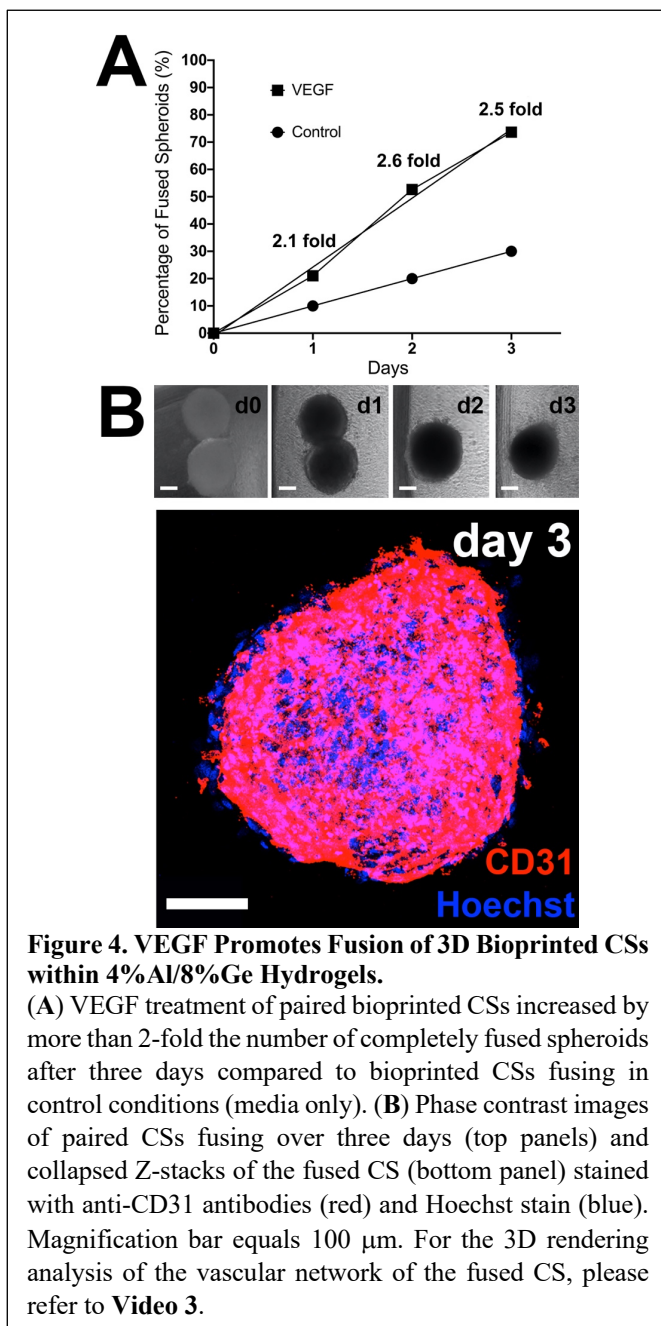 A
Percentage of Fused Spheroids (%)
100
90
80
70
60
50
40
30
20
10
0
VEGF
Control
2.1 fold
2.6 fold
2.5 fold
0 1 2 3
Days
B
d0 d1 d2 d3
day 3
CD31
Hoechst
Figure 4. VEGF Promotes Fusion of 3D Bioprinted CSs
within 4%Al/8%Ge Hydrogels.
(A) VEGF treatment of paired bioprinted CSs increased by
more than 2-fold the number of completely fused spheroids
after three days compared to bioprinted CSs fusing in
control conditions (media only). (B) Phase contrast images
of paired CSs fusing over three days (top panels) and
collapsed Z-stacks of the fused CS (bottom panel) stained
with anti-CD31 antibodies (red) and Hoechst stain (blue).
Magnification bar equals 100 μm. For the 3D rendering
analysis of the vascular network of the fused CS, please
refer to Video 3.